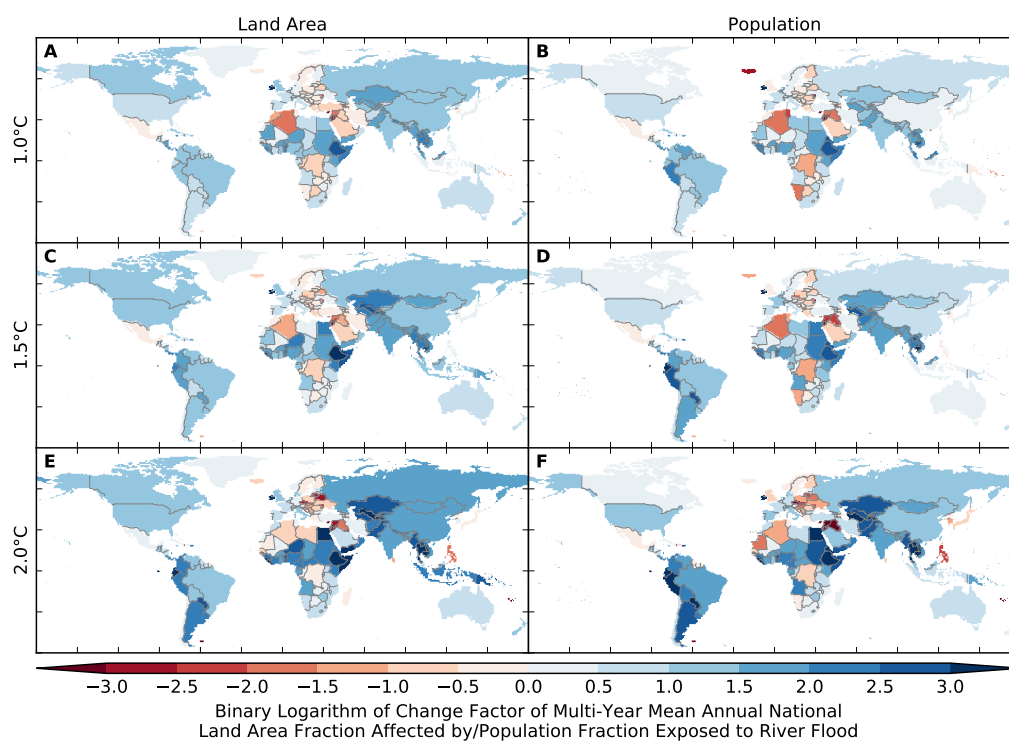 Land Area
Population
A
B
1.0°C
C
D
1.5°C
E
F
2.0°C
−3.0 −2.5 −2.0 −1.5 −1.0 −0.5 0.0 0.5 1.0 1.5 2.0 2.5 3.0
Binary Logarithm of Change Factor of Multi-Year Mean Annual National
Land Area Fraction Affected by/Population Fraction Exposed to River Flood